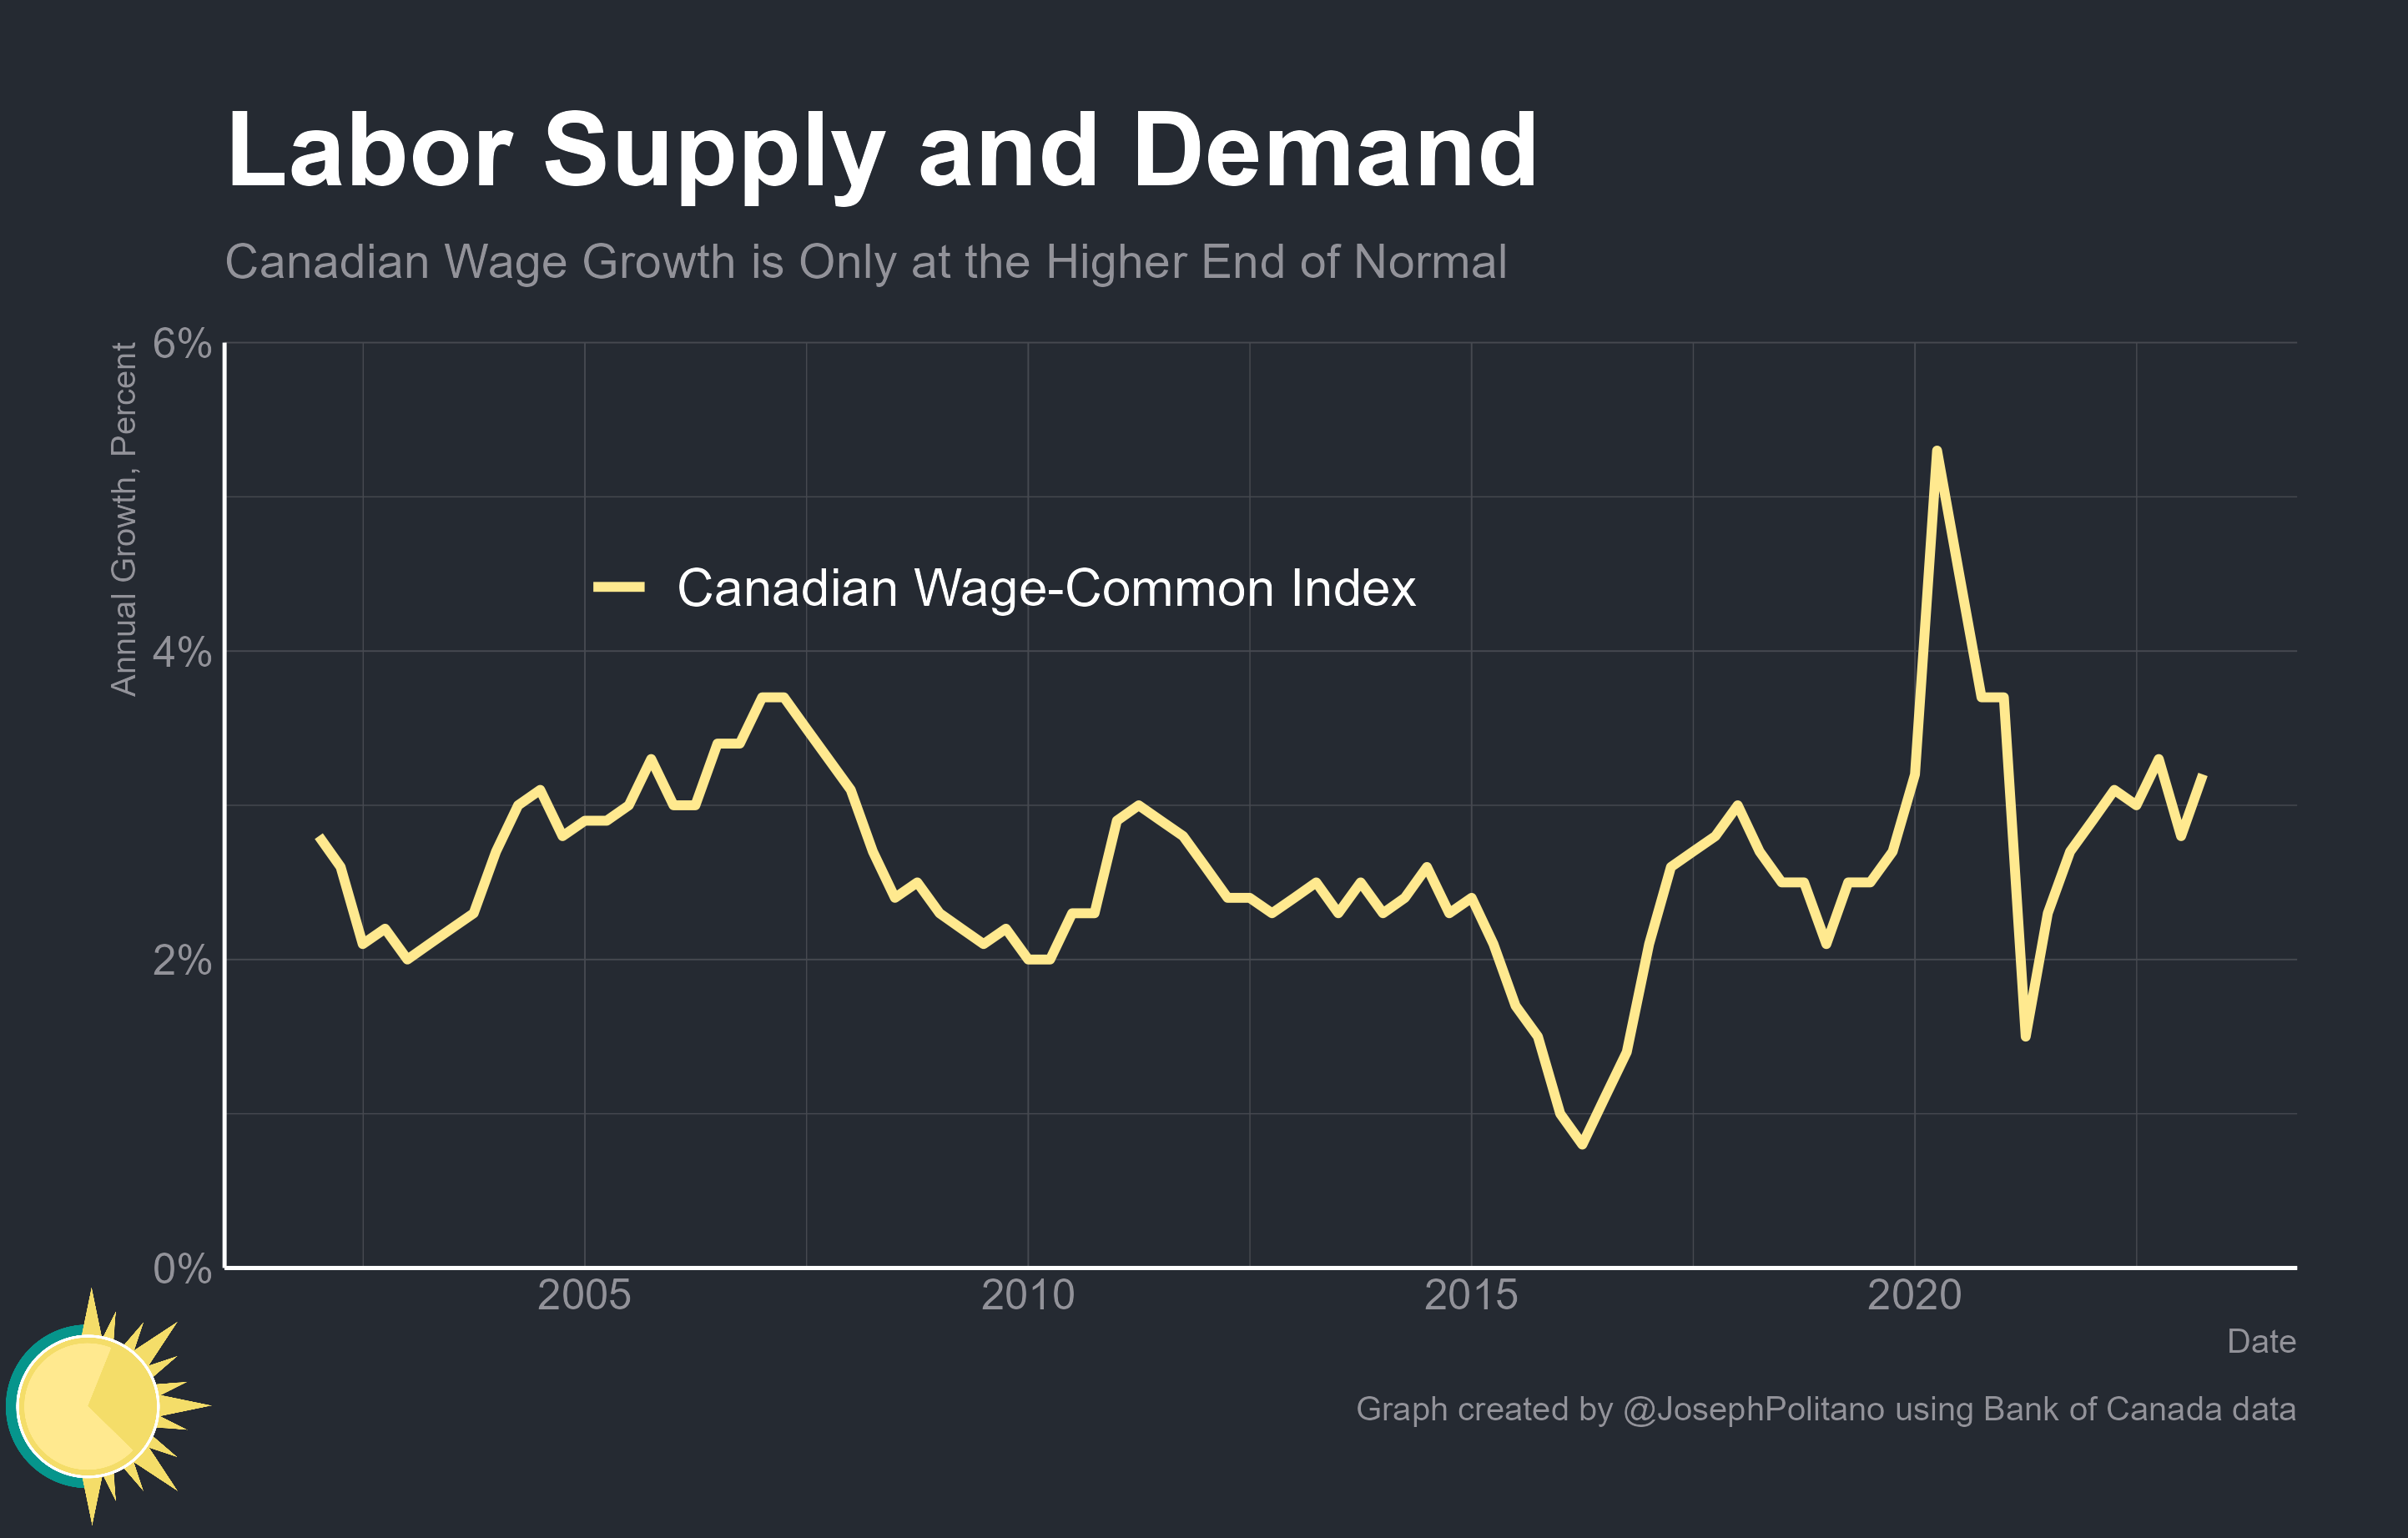 Labor Supply and Demand
Canadian Wage Growth is Only at the Higher End of Normal
Annual Growth, Percent
6%
4%
2%
0%
Canadian Wage-Common Index
2005
2010
2015
2020
Date
Graph created by @JosephPolitano using Bank of Canada data